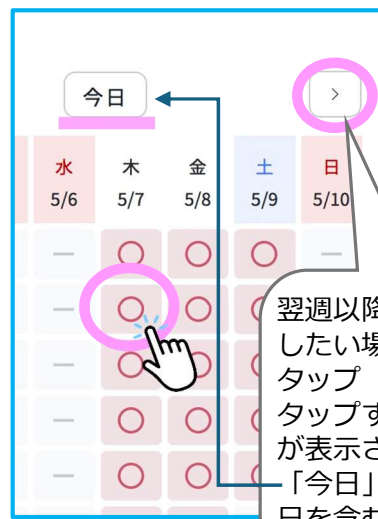 今日 >
水 木 金 土 日
5/6 5/7 5/8 5/9 5/10
— ○ ○ ○ —
— ○ ○
— ○ ○
— ○ ○
— ○ ○
翌週以降
したい場
タップ
タップす
が表示さ
「今日」
日を含む